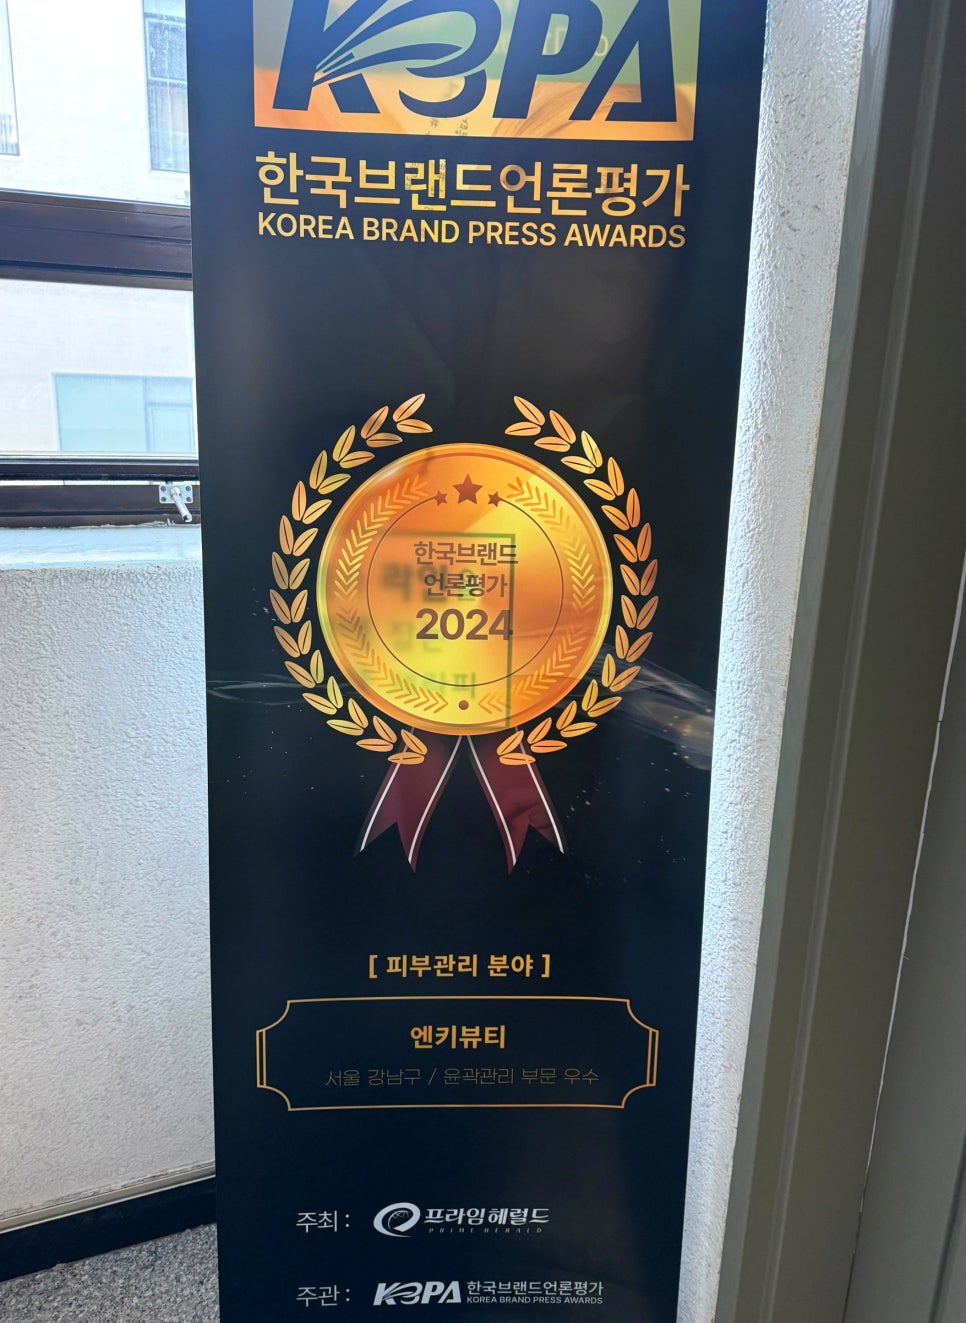 KBPA
한국브랜드언론평가
KOREA BRAND PRESS AWARDS
한국브랜드
언론평가
2024
[ 피부관리 분야 ]
엔키뷰티
서울 강남구 / 윤곽관리 부문 우수
주최 : 프라임헤럴드
PRIME HERALD
주관 : KBPA 한국브랜드언론평가
KOREA BRAND PRESS AWARDS